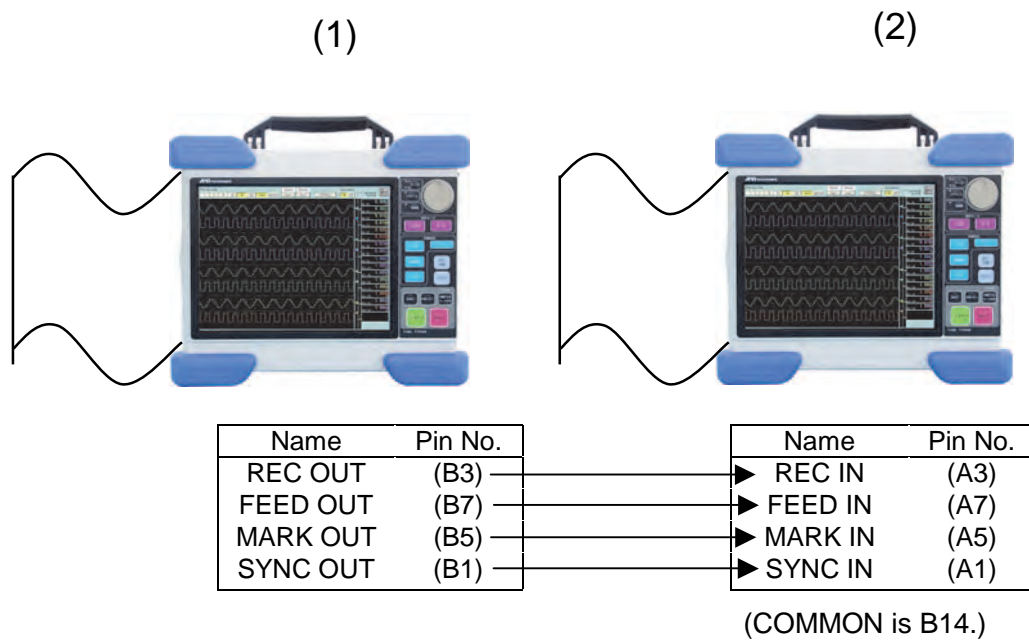 (1)
(2)
Name Pin No.
REC OUT (B3)
FEED OUT (B7)
MARK OUT (B5)
SYNC OUT (B1)
Name Pin No.
REC IN (A3)
FEED IN (A7)
MARK IN (A5)
SYNC IN (A1)
(COMMON is B14.)